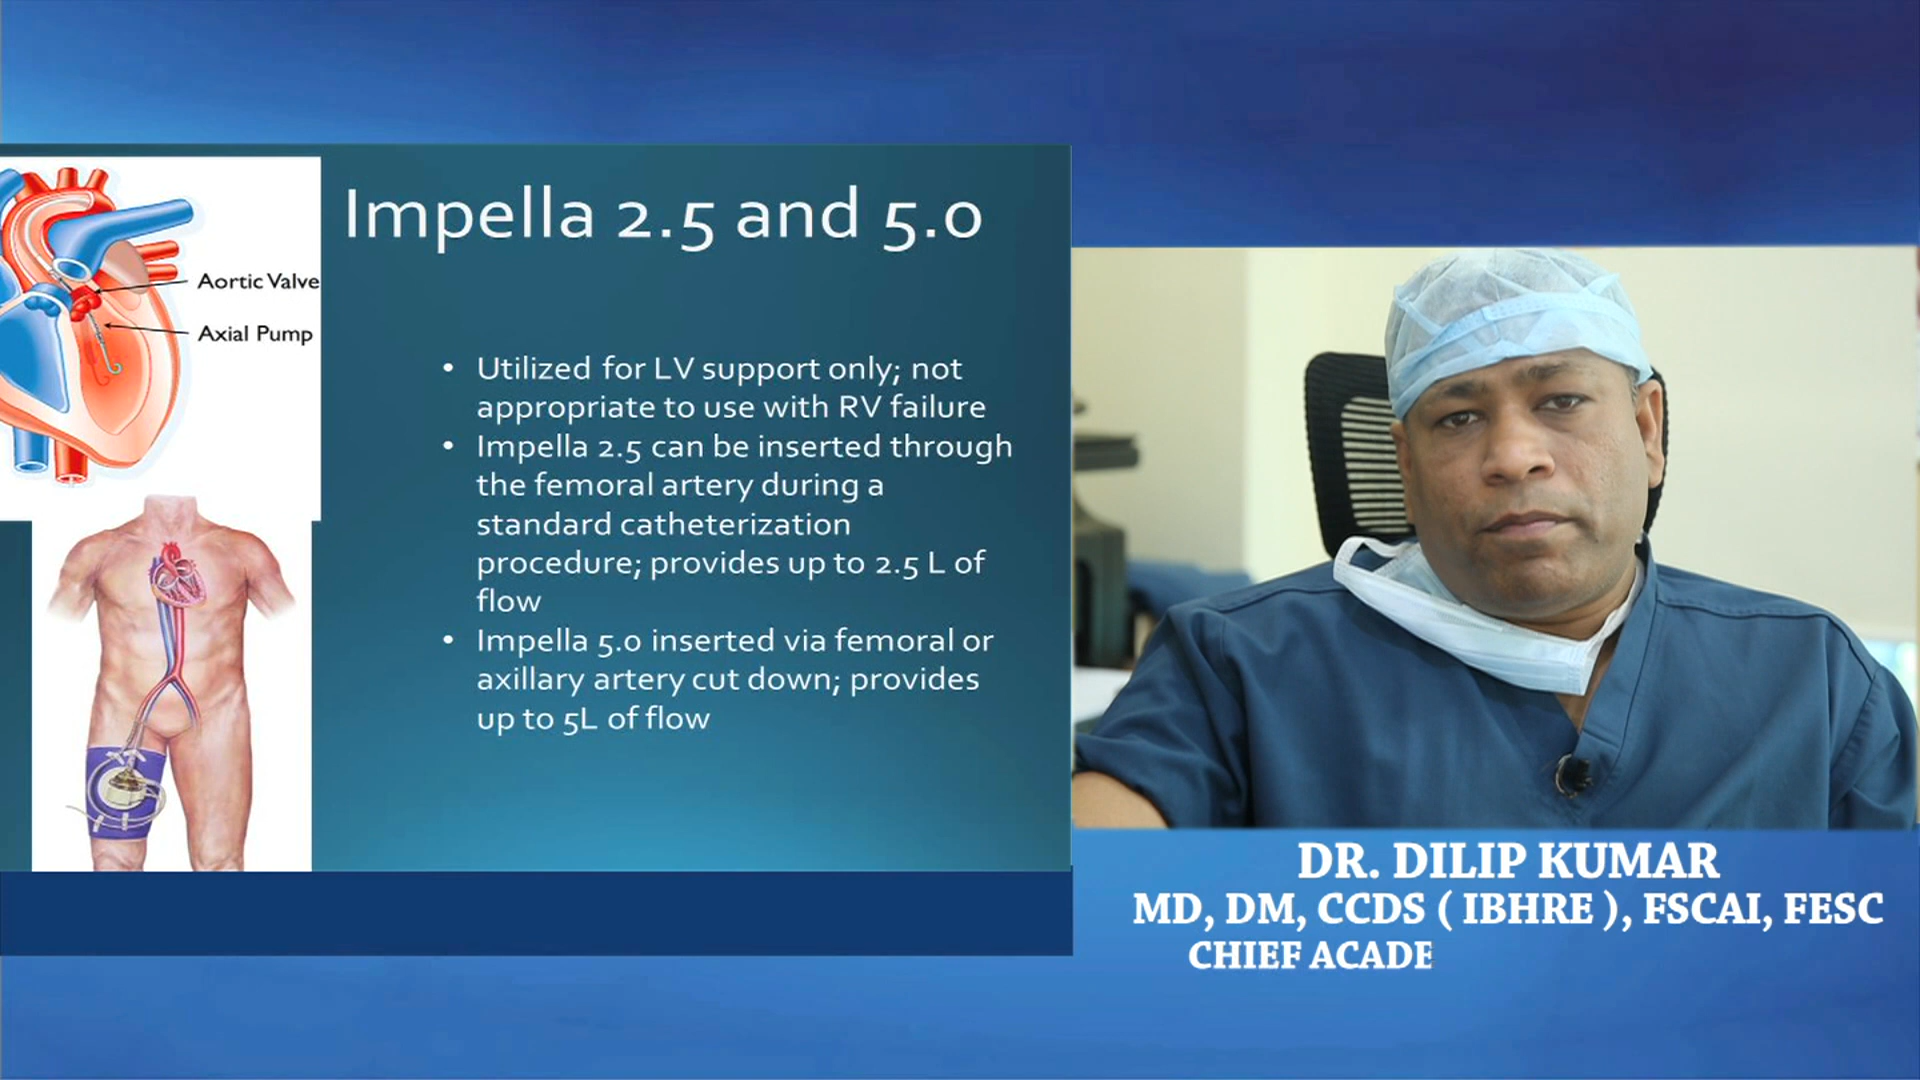 Impella 2.5 and 5.0
Aortic Valve
Axial Pump
• Utilized for LV support only; not
appropriate to use with RV failure
• Impella 2.5 can be inserted through
the femoral artery during a
standard catheterization
procedure; provides up to 2.5 L of
flow
• Impella 5.0 inserted via femoral or
axillary artery cut down; provides
up to 5L of flow
DR. DILIP KUMAR
MD, DM, CCDS ( IBHRE ), FSCAI, FESC
CHIEF ACADE